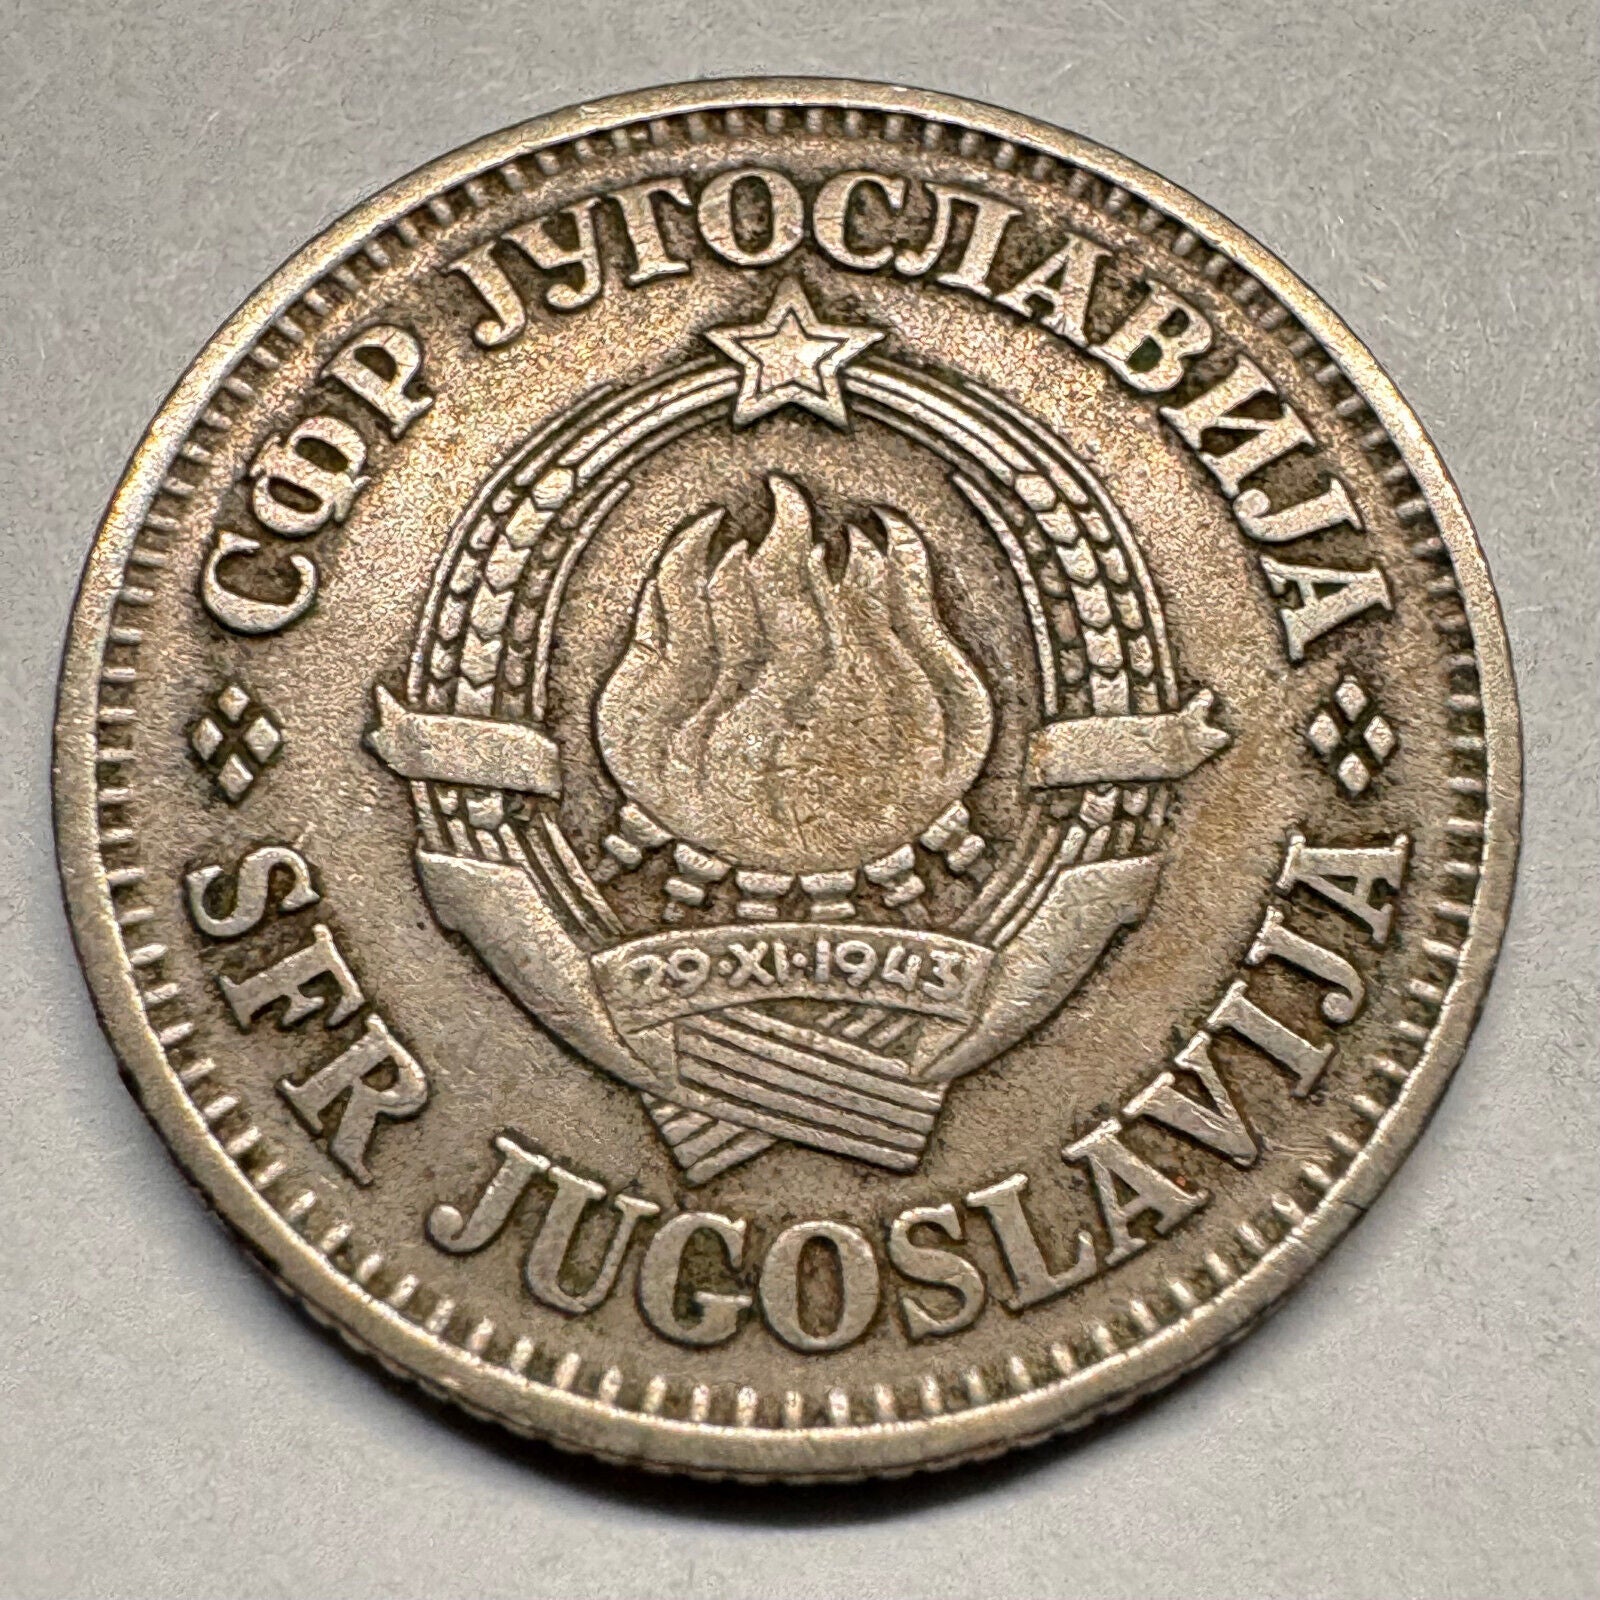 СФР ЈУГОСЛАВИЈА
29·XI·1943
SFR JUGOSLAVIJA